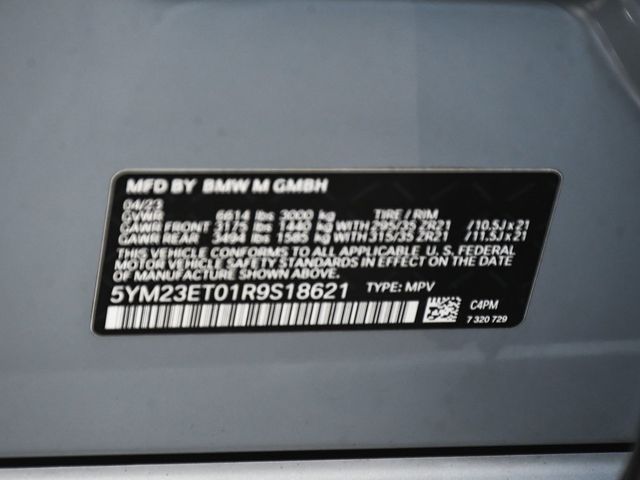 MFD BY BMW M GMBH
04/23
GVWR 6614 lbs 3000 kg TIRE / RIM
GAWR FRONT 3175 lbs 1440 kg WITH 295/35 ZR21 / 10.5J x 21
GAWR REAR 3494 lbs 1585 kg WITH 315/35 ZR21 / 11.5J x 21
THIS VEHICLE CONFORMS TO ALL APPLICABLE U.S. FEDERAL
MOTOR VEHICLE SAFETY STANDARDS IN EFFECT ON THE DATE
OF MANUFACTURE SHOWN ABOVE.
5YM23ET01R9S18621 TYPE: MPV
C4PM
7 320 729